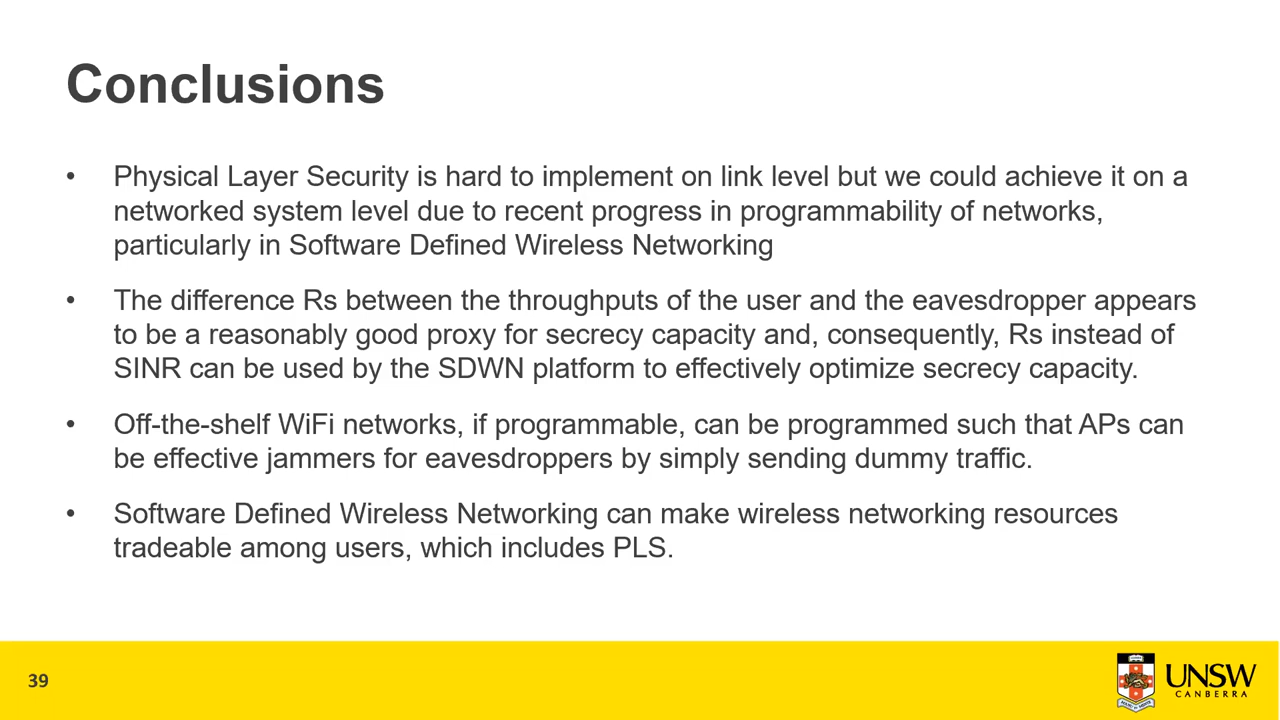 Conclusions
• Physical Layer Security is hard to implement on link level but we could achieve it on a
networked system level due to recent progress in programmability of networks,
particularly in Software Defined Wireless Networking
• The difference Rs between the throughputs of the user and the eavesdropper appears
to be a reasonably good proxy for secrecy capacity and, consequently, Rs instead of
SINR can be used by the SDWN platform to effectively optimize secrecy capacity.
• Off-the-shelf WiFi networks, if programmable, can be programmed such that APs can
be effective jammers for eavesdroppers by simply sending dummy traffic.
• Software Defined Wireless Networking can make wireless networking resources
tradeable among users, which includes PLS.
39
UNSW
CANBERRA